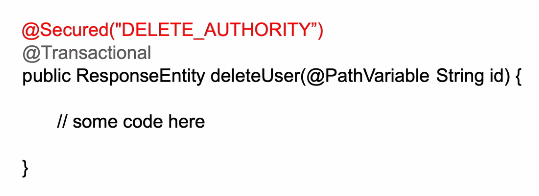 @Secured("DELETE_AUTHORITY”)
@Transactional
public ResponseEntity deleteUser(@PathVariable String id) {
// some code here
}